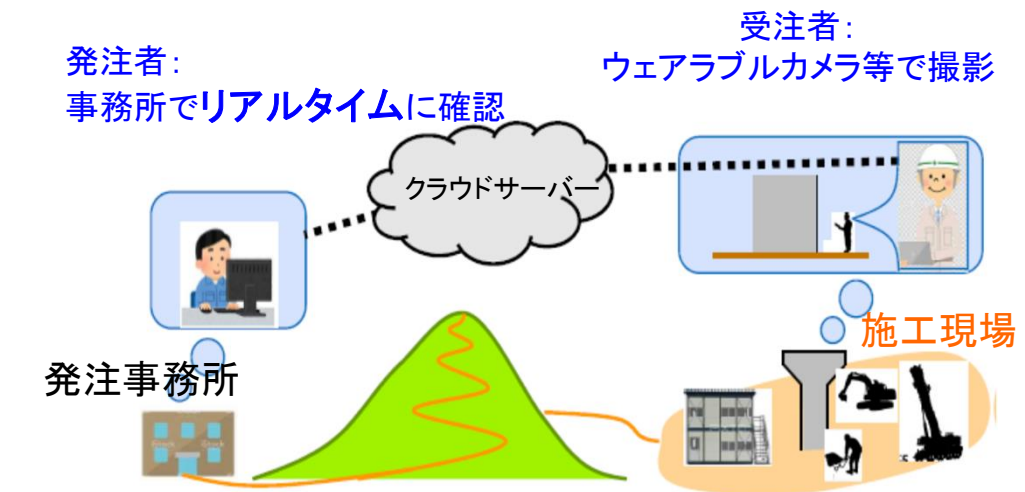 発注者：
事務所でリアルタイムに確認
受注者：
ウェアラブルカメラ等で撮影
クラウドサーバー
施工現場
発注事務所